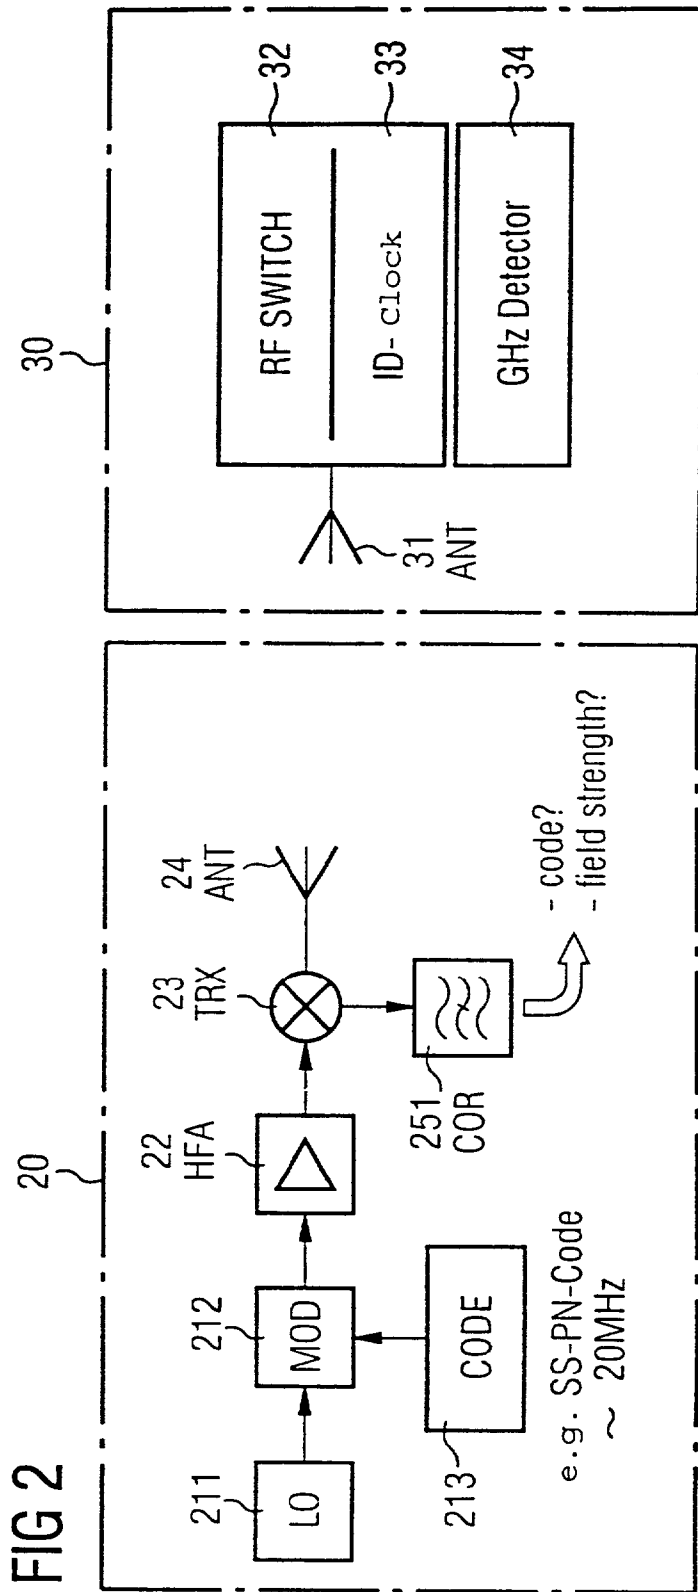 FIG 2
20
211
LO
212
MOD
213
CODE
e.g. SS-PN-Code
~ 20MHz
22
HFA
23
TRX
24
ANT
251
COR
- code?
- field strength?
30
31
ANT
RF SWITCH
32
ID- Clock
33
GHz Detector
34